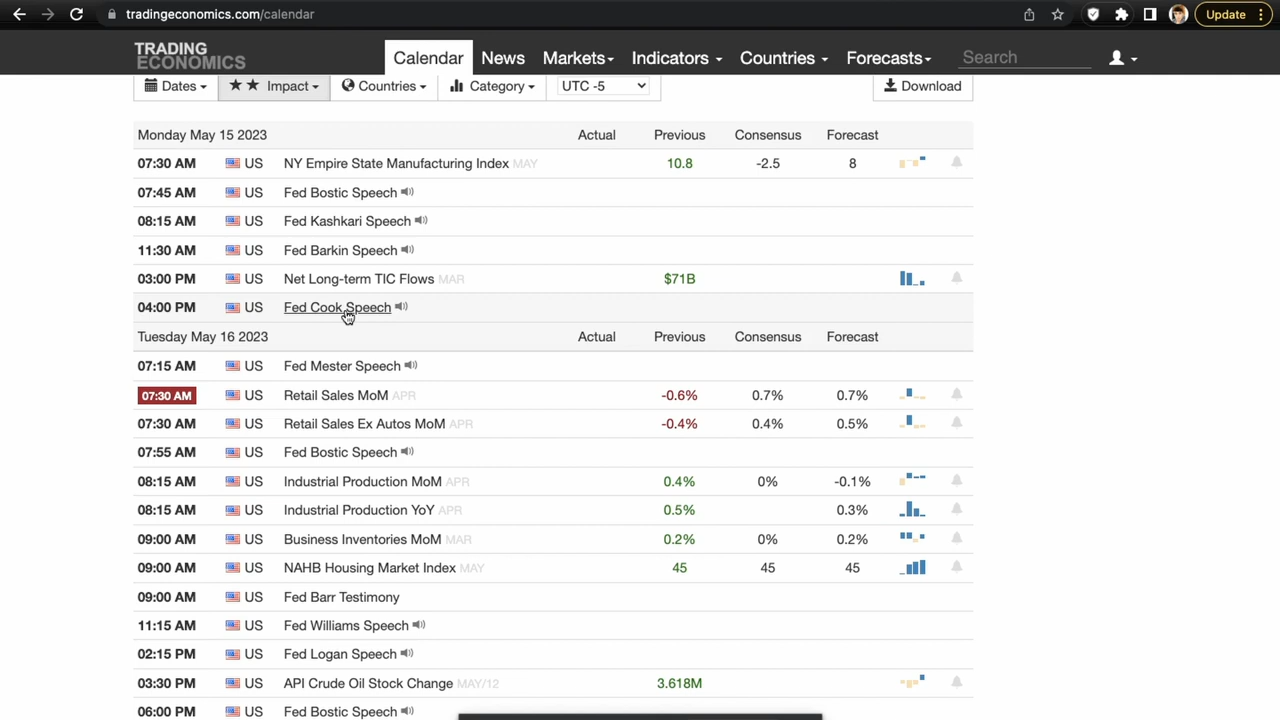 tradingeconomics.com/calendar
Update
TRADING
ECONOMICS
Calendar News Markets Indicators Countries Forecasts Search
Dates Impact Countries Category UTC -5 Download
Monday May 15 2023 Actual Previous Consensus Forecast
07:30 AM US NY Empire State Manufacturing Index MAY 10.8 -2.5 8
07:45 AM US Fed Bostic Speech
08:15 AM US Fed Kashkari Speech
11:30 AM US Fed Barkin Speech
03:00 PM US Net Long-term TIC Flows MAR $71B
04:00 PM US Fed Cook Speech
Tuesday May 16 2023 Actual Previous Consensus Forecast
07:15 AM US Fed Mester Speech
07:30 AM US Retail Sales MoM APR -0.6% 0.7% 0.7%
07:30 AM US Retail Sales Ex Autos MoM APR -0.4% 0.4% 0.5%
07:55 AM US Fed Bostic Speech
08:15 AM US Industrial Production MoM APR 0.4% 0% -0.1%
08:15 AM US Industrial Production YoY APR 0.5% 0.3%
09:00 AM US Business Inventories MoM MAR 0.2% 0% 0.2%
09:00 AM US NAHB Housing Market Index MAY 45 45 45
09:00 AM US Fed Barr Testimony
11:15 AM US Fed Williams Speech
02:15 PM US Fed Logan Speech
03:30 PM US API Crude Oil Stock Change MAY/12 3.618M
06:00 PM US Fed Bostic Speech